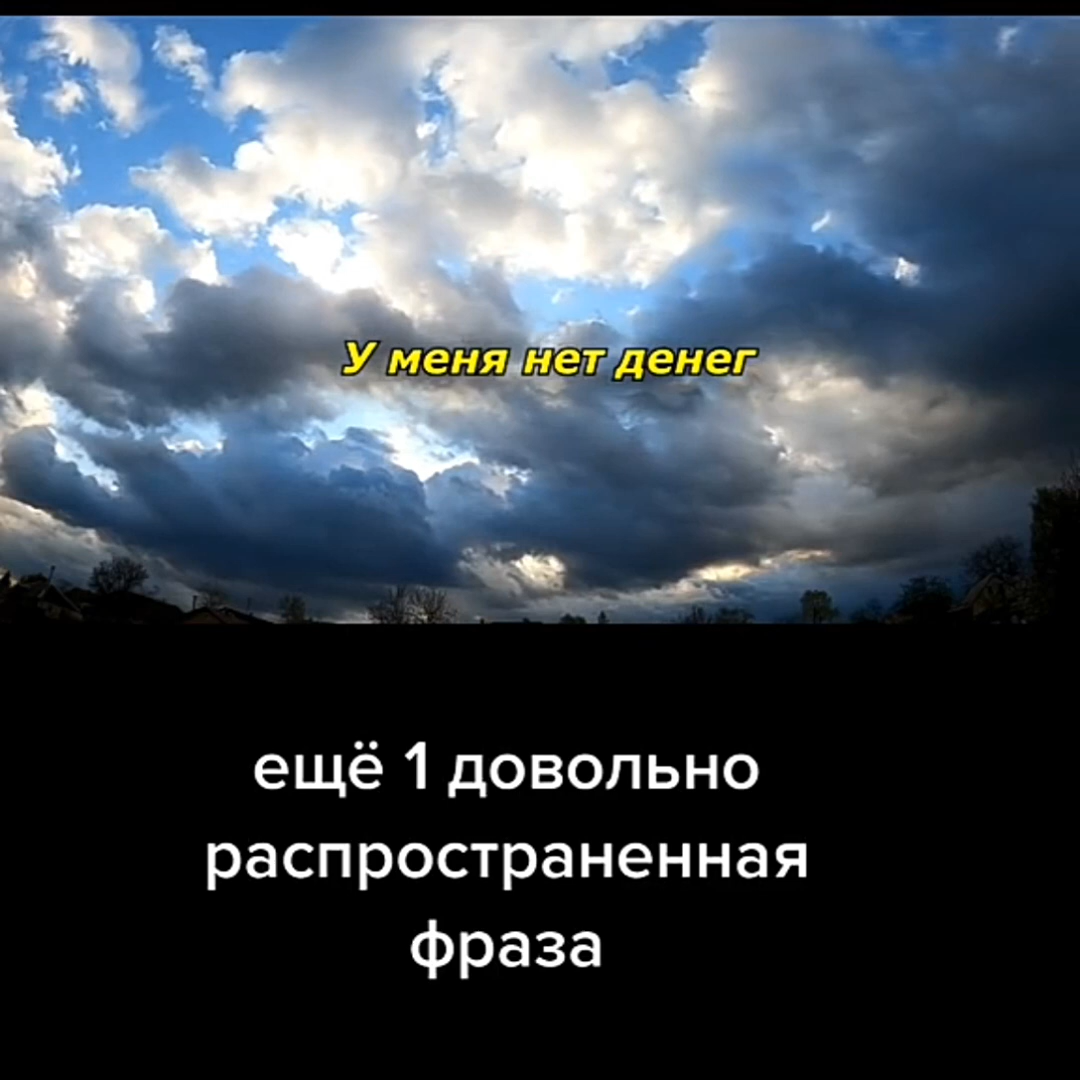 У меня нет денег
ещё 1 довольно
распространенная
фраза